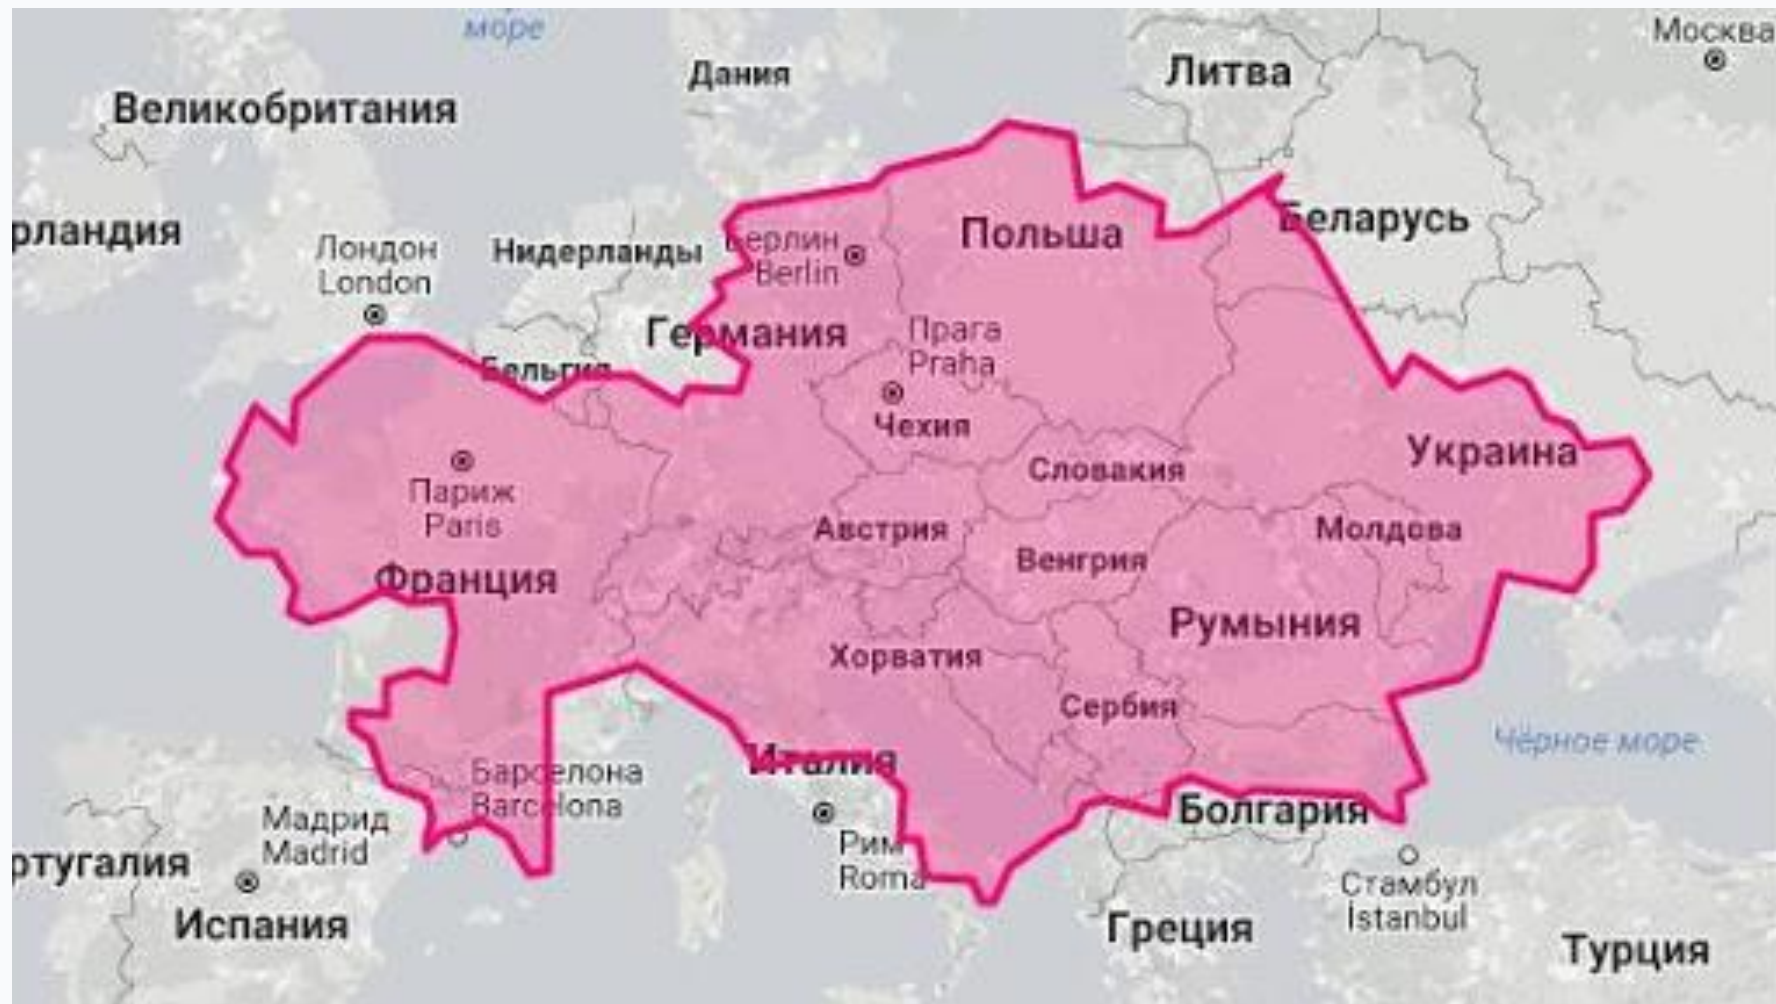 море
Москва
Дания
Литва
Великобритания
рландия
Лондон
London
Нидерланды
Берлин
Berlin
Польша
Беларусь
Германия
Прага
Praha
Бельгия
Чехия
Париж
Paris
Словакия
Украина
Австрия
Венгрия
Молдова
Франция
Румыния
Хорватия
Сербия
Чёрное море
Италия
Барселона
Barcelona
Мадрид
Madrid
Рим
Roma
Болгария
ртугалия
Испания
Стамбул
İstanbul
Греция
Турция